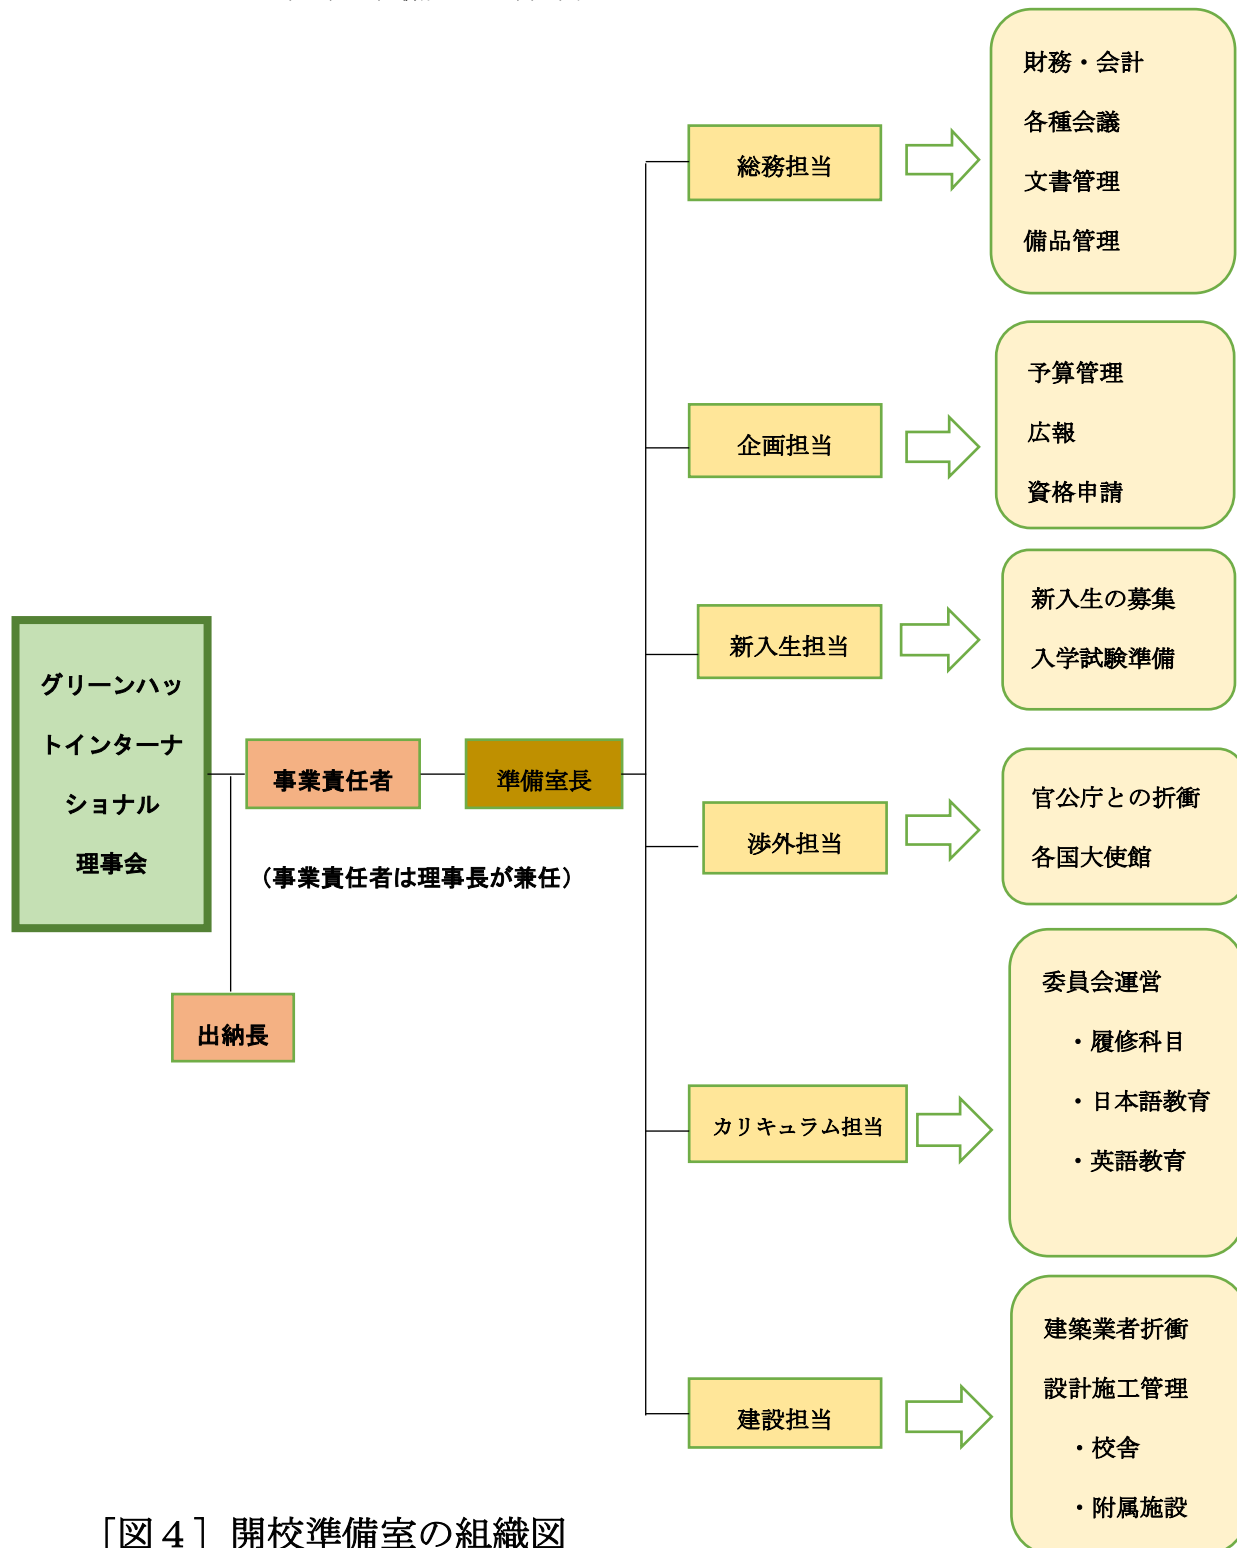 グリーンハッ
トインターナ
ショナル
理事会
事業責任者
準備室長
(事業責任者は理事長が兼任)
出納長
総務担当
財務・会計
各種会議
文書管理
備品管理
企画担当
予算管理
広報
資格申請
新入生担当
新入生の募集
入学試験準備
渉外担当
官公庁との折衝
各国大使館
カリキュラム担当
委員会運営
・履修科目
・日本語教育
・英語教育
建設担当
建築業者折衝
設計施工管理
・校舎
・附属施設
［図４］開校準備室の組織図